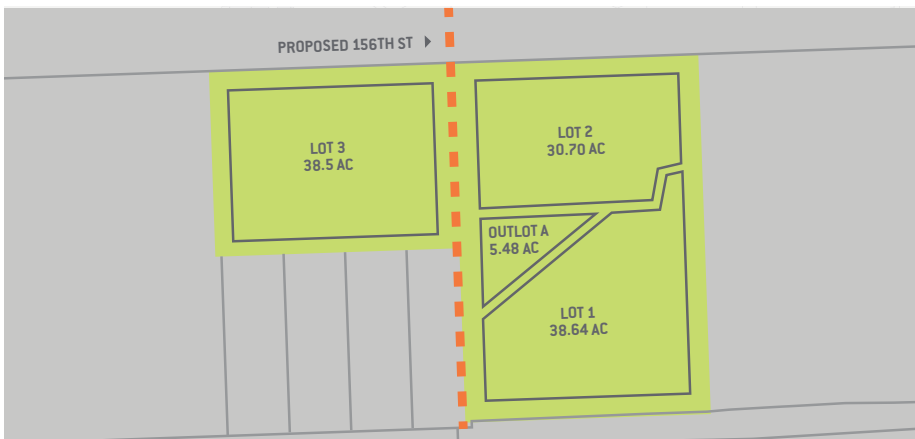 PROPOSED 156TH ST
LOT 3
38.5 AC
LOT 2
30.70 AC
OUTLOT A
5.48 AC
LOT 1
38.64 AC